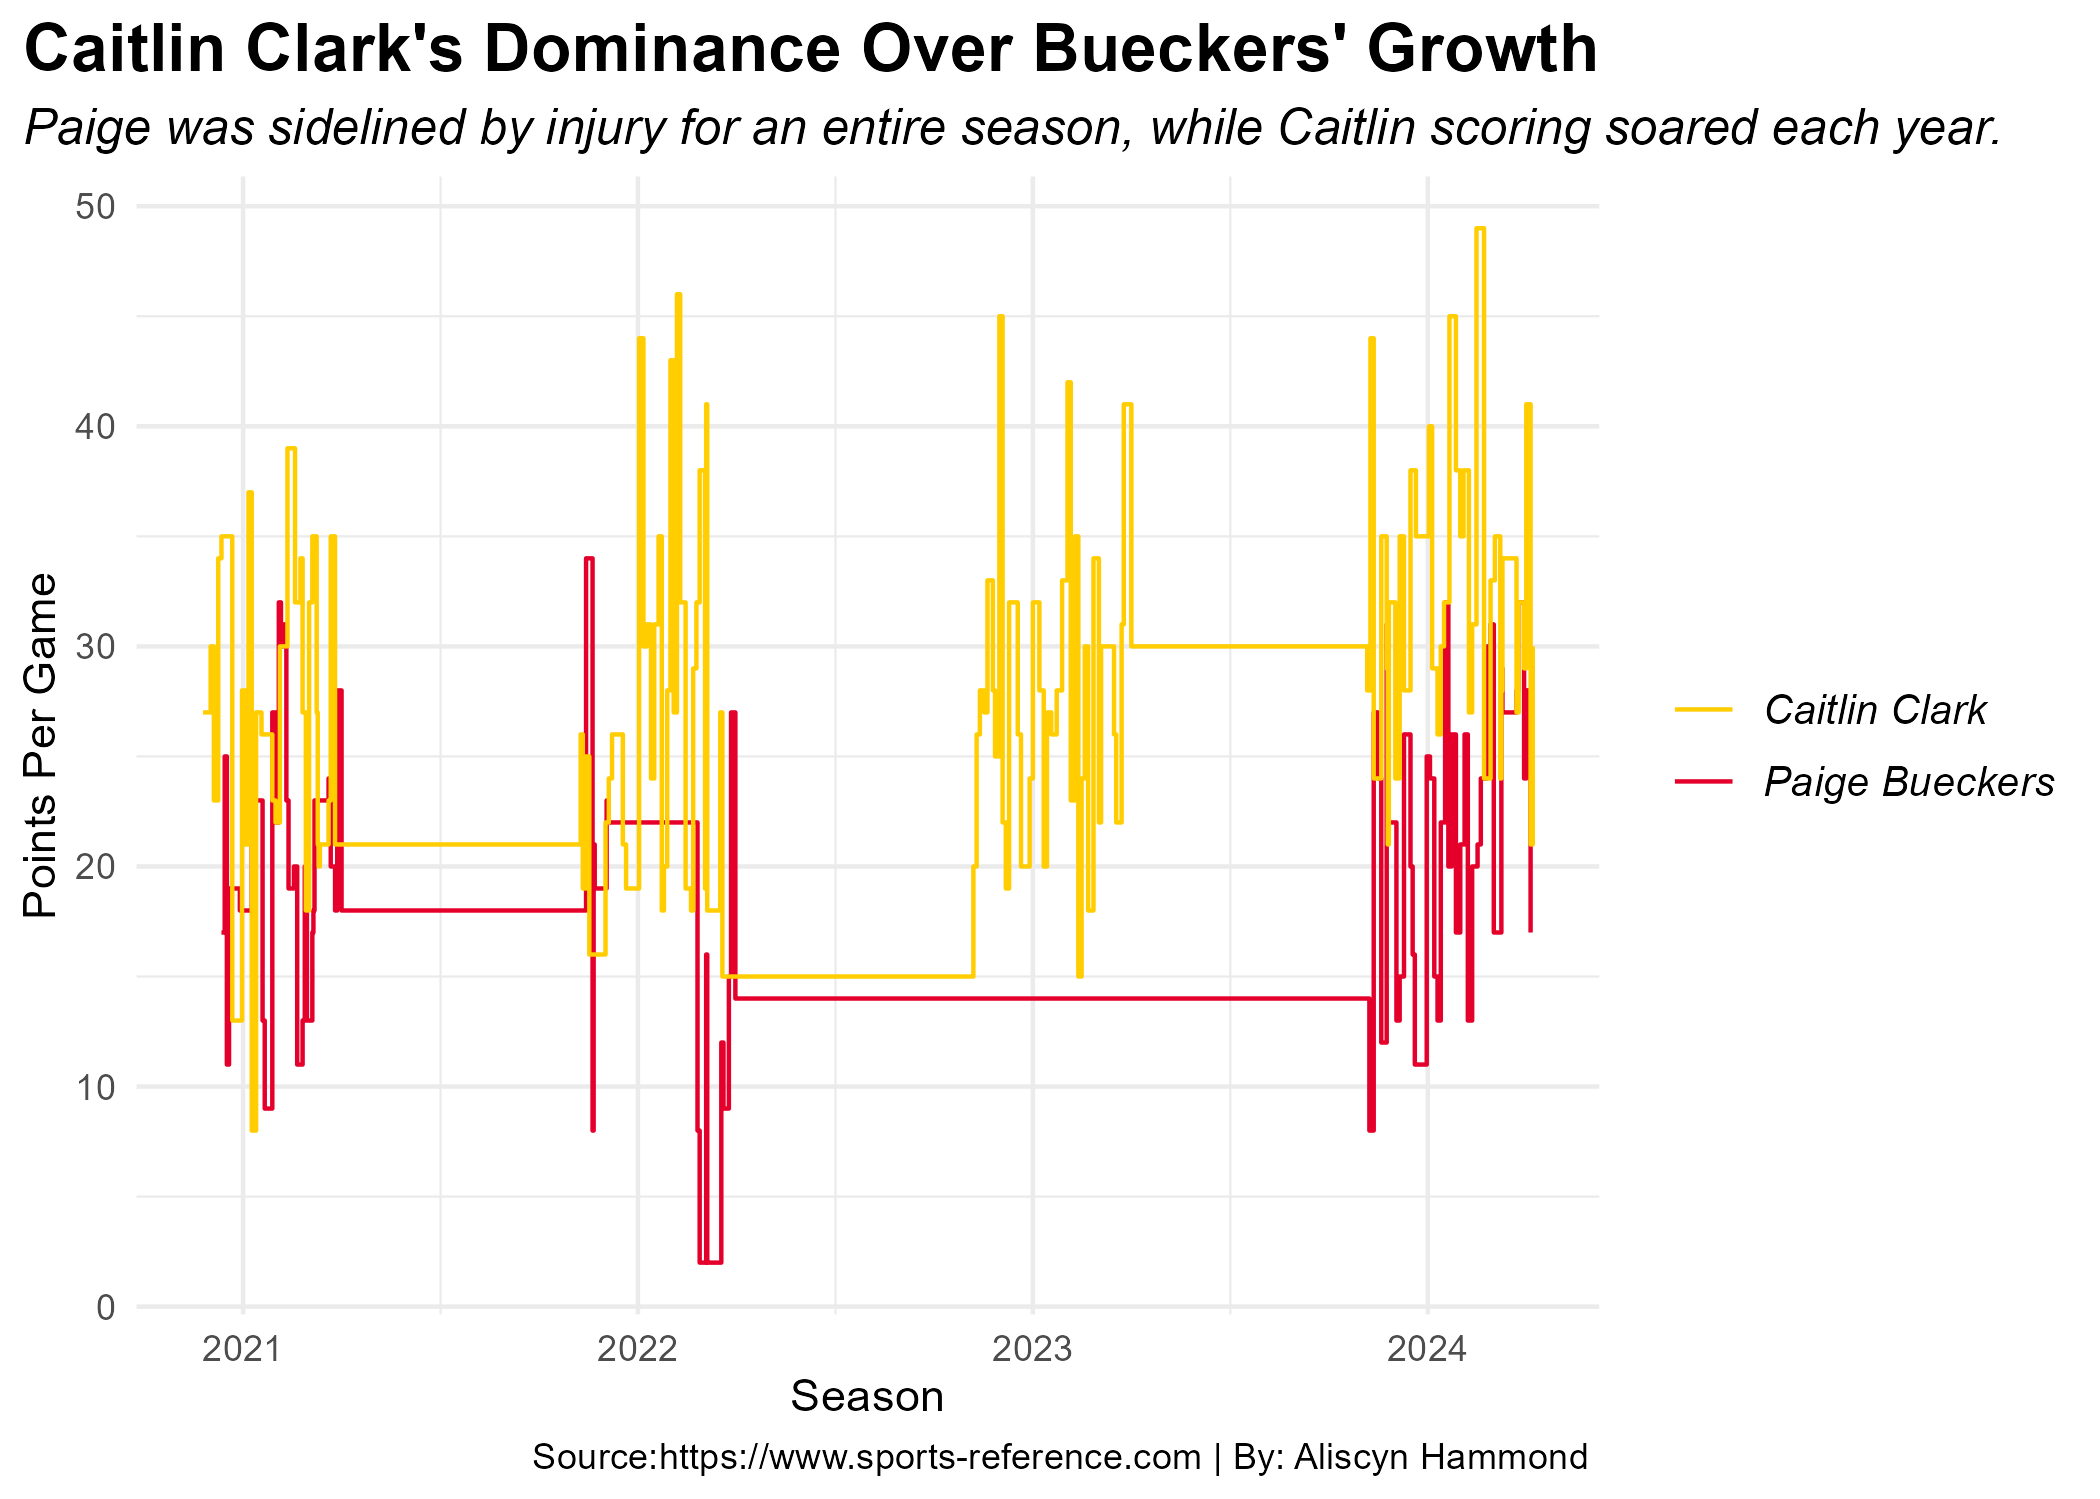 Caitlin Clark's Dominance Over Bueckers' Growth
Paige was sidelined by injury for an entire season, while Caitlin scoring soared each year.
50
40
30
20
10
0
Points Per Game
2021 2022 2023 2024
Season
Caitlin Clark
Paige Bueckers
Source:https://www.sports-reference.com | By: Aliscyn Hammond